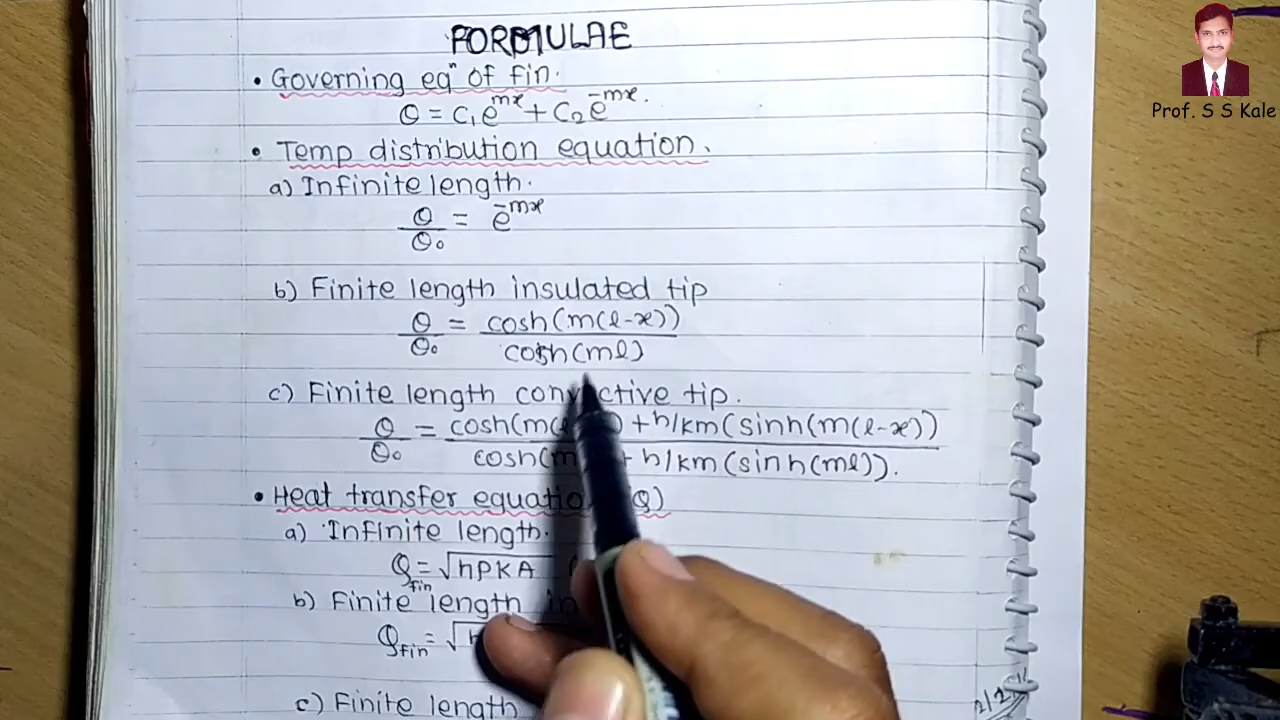 FORMULAE
• Governing eqⁿ of fin.
θ = C₁e^mx + C₂e^-mx.
• Temp distribution equation.
a) Infinite length.
θ/θ₀ = e^-mx
b) Finite length insulated tip
θ/θ₀ = cosh(m(l-x))/cosh(ml)
c) Finite length convective tip.
θ/θ₀ = cosh(m(l + h/km(sinh(m(l-x))/cosh(m + h/km(sinh(ml)).
• Heat transfer equation Q)
a) Infinite length.
Q_fin = √hPKA
b) Finite length in
Q_fin = √h
c) Finite length
Prof. S S Kale